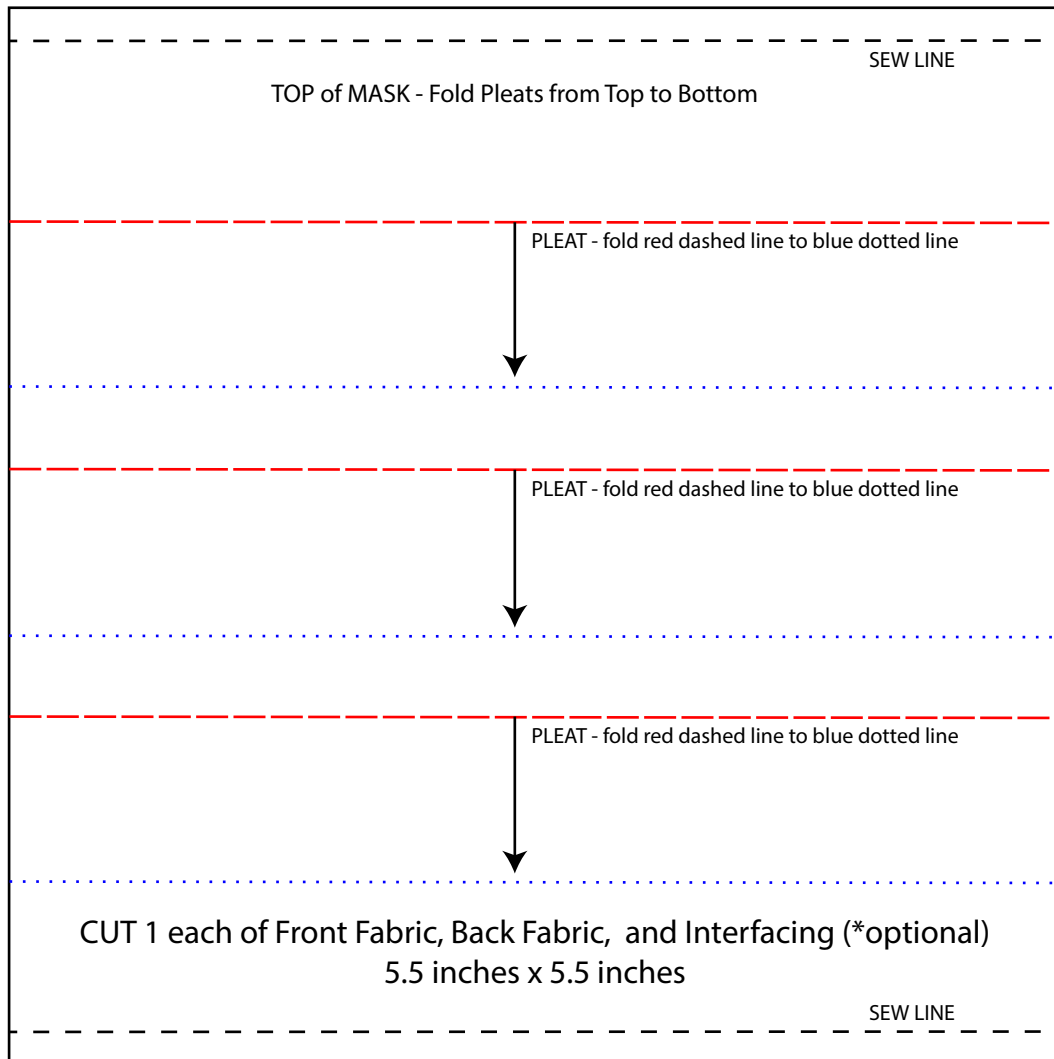 SEW LINE
TOP of MASK - Fold Pleats from Top to Bottom
PLEAT - fold red dashed line to blue dotted line
PLEAT - fold red dashed line to blue dotted line
PLEAT - fold red dashed line to blue dotted line
CUT 1 each of Front Fabric, Back Fabric,  and Interfacing (*optional)
5.5 inches x 5.5 inches
SEW LINE